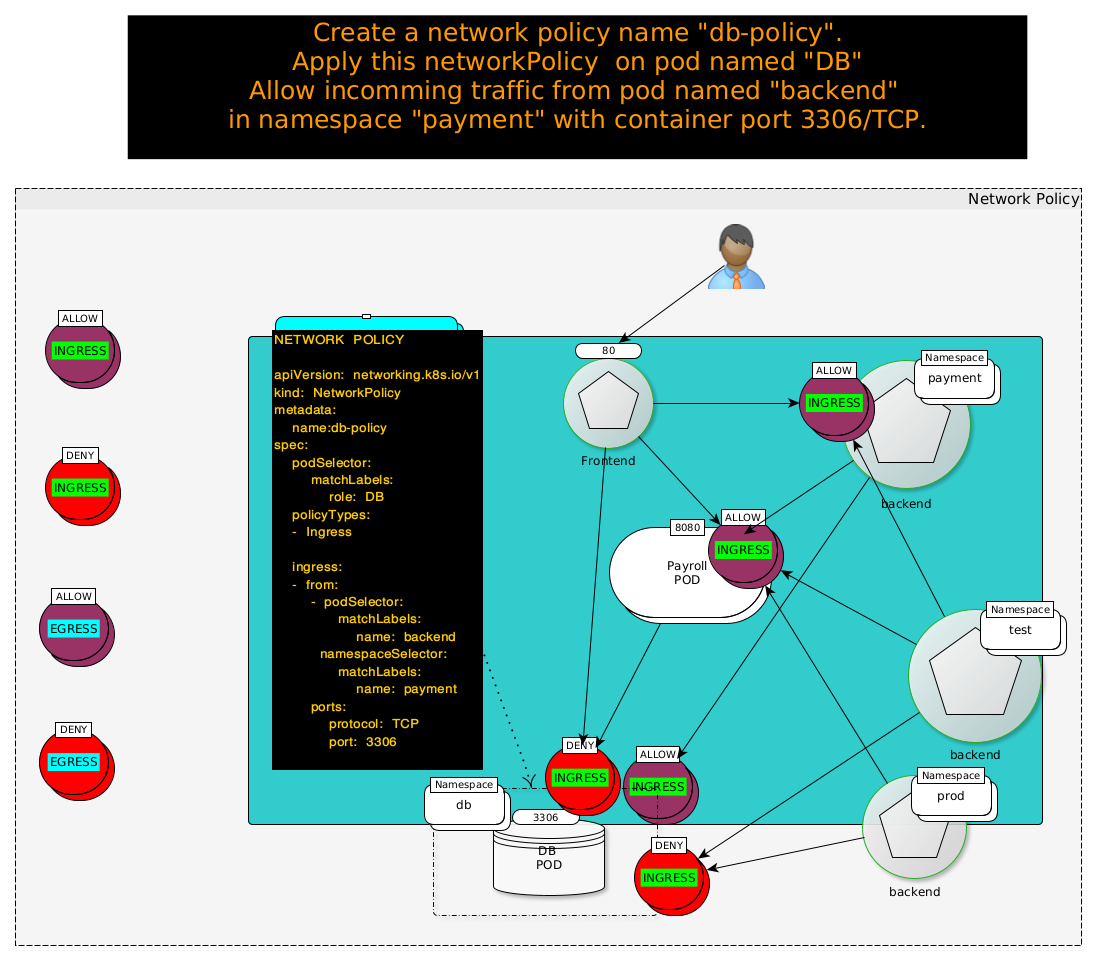 Create a network policy name "db-policy".
Apply this networkPolicy on pod named "DB"
Allow incomming traffic from pod named "backend"
in namespace "payment" with container port 3306/TCP.
Network Policy
ALLOW
INGRESS
DENY
INGRESS
ALLOW
EGRESS
DENY
EGRESS
NETWORK POLICY
apiVersion: networking.k8s.io/v1
kind: NetworkPolicy
metadata:
name:db-policy
spec:
podSelector:
matchLabels:
role: DB
policyTypes:
- Ingress
ingress:
- from:
- podSelector:
matchLabels:
name: backend
namespaceSelector:
matchLabels:
name: payment
ports:
protocol: TCP
port: 3306
80
Frontend
ALLOW
INGRESS
Namespace
payment
backend
8080
Payroll
POD
ALLOW
INGRESS
Namespace
test
backend
DENY
INGRESS
ALLOW
INGRESS
Namespace
db
3306
DB
POD
DENY
INGRESS
Namespace
prod
backend